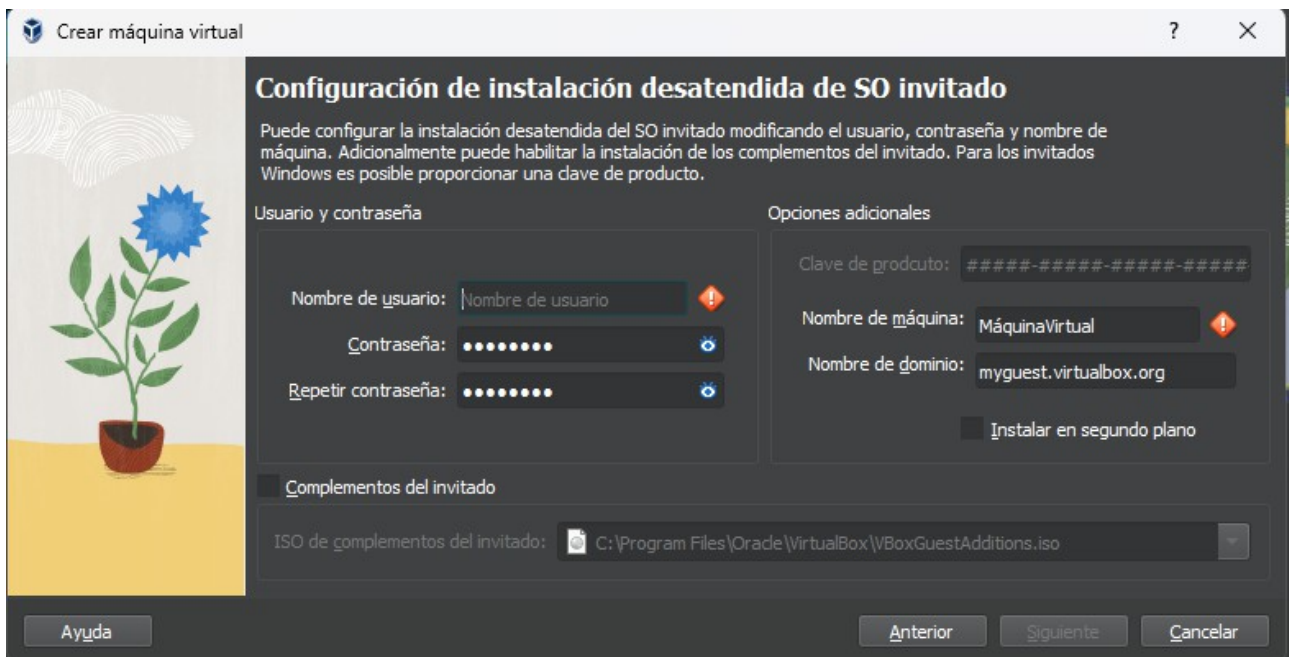 Crear máquina virtual
?
Configuración de instalación desatendida de SO invitado
Puede configurar la instalación desatendida del SO invitado modificando el usuario, contraseña y nombre de
máquina. Adicionalmente puede habilitar la instalación de los complementos del invitado. Para los invitados
Windows es posible proporcionar una clave de producto.
Usuario y contraseña
Nombre de usuario: Nombre de usuario
Contraseña: ●●●●●●●●
Repetir contraseña: ●●●●●●●●
Opciones adicionales
Clave de prodcuto: #####-#####-#####-#####
Nombre de máquina: MáquinaVirtual
Nombre de dominio: myguest.virtualbox.org
Instalar en segundo plano
Complementos del invitado
ISO de complementos del invitado: C:\Program Files\Oracle\VirtualBox\VBoxGuestAdditions.iso
Ayuda
Anterior
Siguiente
Cancelar